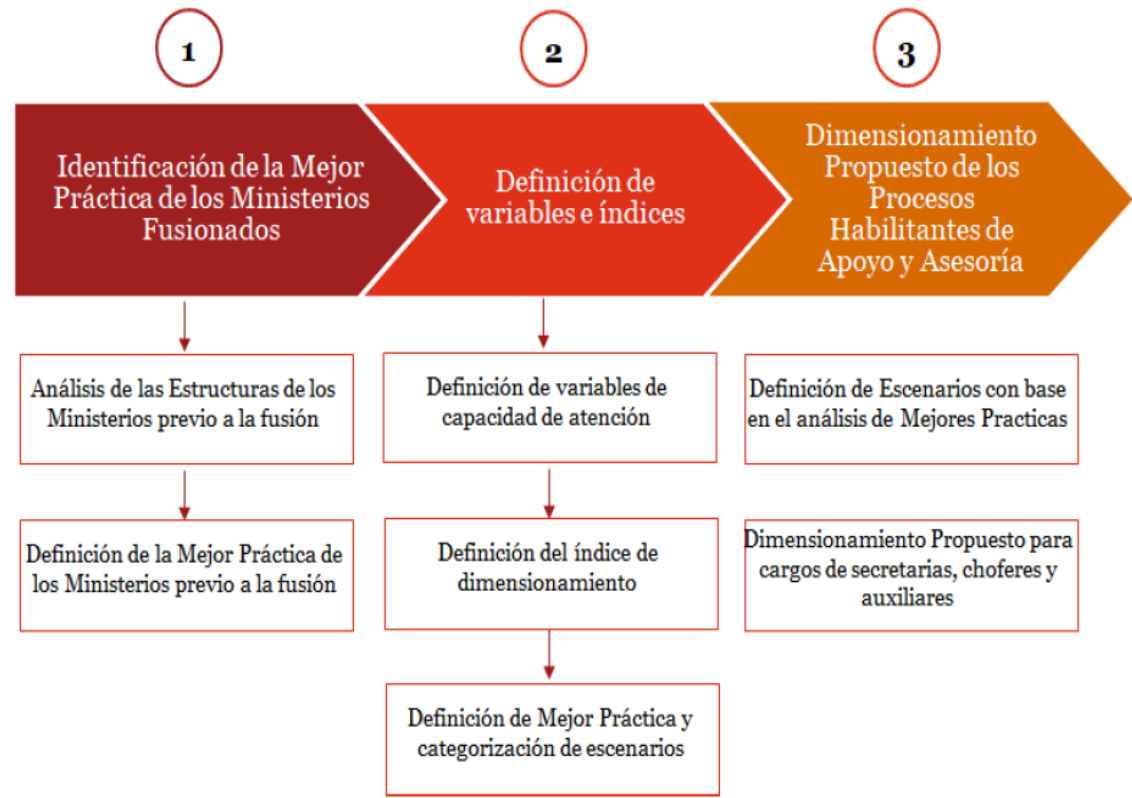 1
Identificación de la Mejor
Práctica de los Ministerios
Fusionados
Análisis de las Estructuras de los
Ministerios previo a la fusión
Definición de la Mejor Práctica de
los Ministerios previo a la fusión
2
Definición de
variables e índices
Definición de variables de
capacidad de atención
Definición del índice de
dimensionamiento
Definición de Mejor Práctica y
categorización de escenarios
3
Dimensionamiento
Propuesto de los
Procesos
Habilitantes de
Apoyo y Asesoría
Definición de Escenarios con base
en el análisis de Mejores Practicas
Dimensionamiento Propuesto para
cargos de secretarias, choferes y
auxiliares